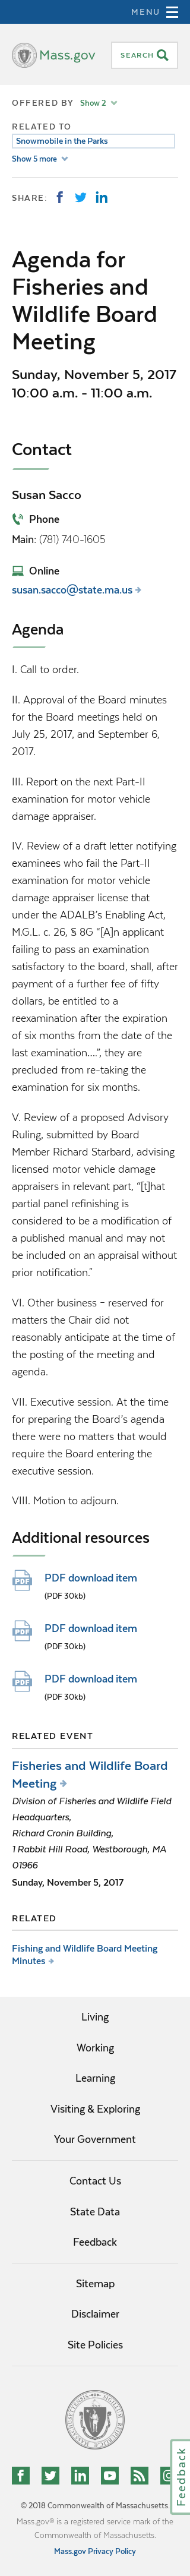 MENU
Mass.gov
SEARCH
OFFERED BY Show 2
RELATED TO
Snowmobile in the Parks
Show 5 more
SHARE:
Agenda for
Fisheries and
Wildlife Board
Meeting
Sunday, November 5, 2017
10:00 a.m. - 11:00 a.m.
Contact
Susan Sacco
Phone
Main: (781) 740-1605
Online
susan.sacco@state.ma.us
Agenda
I. Call to order.
II. Approval of the Board minutes
for the Board meetings held on
July 25, 2017, and September 6,
2017.
III. Report on the next Part-II
examination for motor vehicle
damage appraiser.
IV. Review of a draft letter notifying
examinees who fail the Part-II
examination for motor vehicle
damage appraiser license that
under the ADALB’s Enabling Act,
M.G.L. c. 26, § 8G “[A]n applicant
failing to pass an examination
satisfactory to the board, shall, after
payment of a further fee of fifty
dollars, be entitled to a
reexamination after the expiration
of six months from the date of the
last examination….”, they are
precluded from re-taking the
examination for six months.
V. Review of a proposed Advisory
Ruling, submitted by Board
Member Richard Starbard, advising
licensed motor vehicle damage
appraisers in relevant part, “[t]hat
partial panel refinishing is
considered to be a modification of
a published manual and may not
be included on an appraisal without
prior notification.”
VI. Other business – reserved for
matters the Chair did not
reasonably anticipate at the time
of the posting of the meeting and
agenda.
VII. Executive session. At the time
for preparing the Board’s agenda
there were no matters that would
require the Board entering the
executive session.
VIII. Motion to adjourn.
Additional resources
PDF
PDF download item
(PDF 30kb)
PDF
PDF download item
(PDF 30kb)
PDF
PDF download item
(PDF 30kb)
RELATED EVENT
Fisheries and Wildlife Board
Meeting
Division of Fisheries and Wildlife Field
Headquarters,
Richard Cronin Building,
1 Rabbit Hill Road, Westborough, MA
01966
Sunday, November 5, 2017
RELATED
Fishing and Wildlife Board Meeting
Minutes
Living
Working
Learning
Visiting & Exploring
Your Government
Contact Us
State Data
Feedback
Sitemap
Disclaimer
Site Policies
Feedback
© 2018 Commonwealth of Massachusetts.
Mass.gov® is a registered service mark of the
Commonwealth of Massachusetts.
Mass.gov Privacy Policy